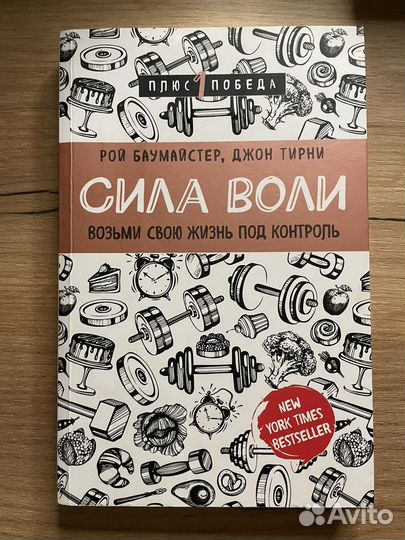 ПЛЮС 1 ПОБЕДА
РОЙ БАУМАЙСТЕР, ДЖОН ТИРНИ
СИЛА ВОЛИ
ВОЗЬМИ СВОЮ ЖИЗНЬ ПОД КОНТРОЛЬ
NEW
YORK TIMES
BESTSELLER
Avito